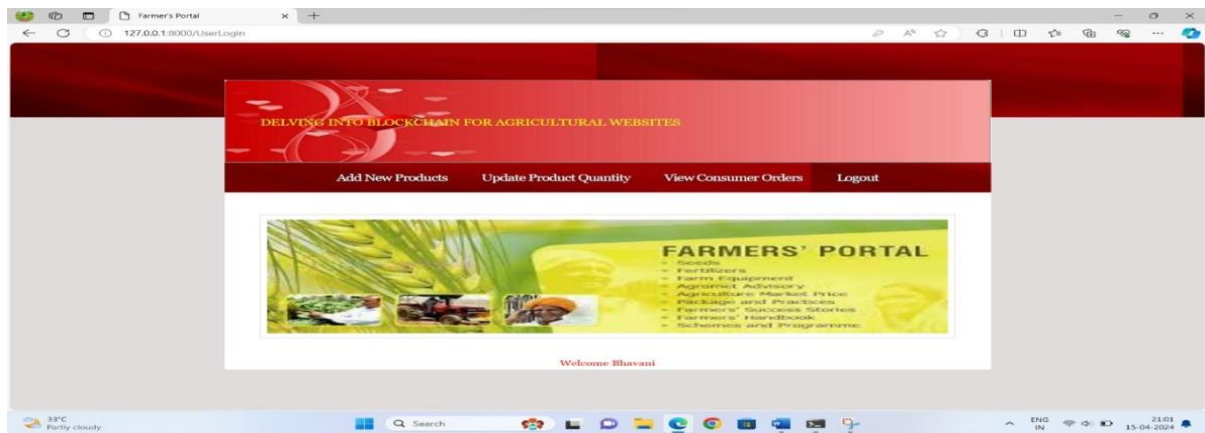 Farmer's Portal
127.0.0.1:8000/UserLogin
DELVING INTO BLOCKCHAIN FOR AGRICULTURAL WEBSITES
Add New Products Update Product Quantity View Consumer Orders Logout
FARMERS' PORTAL
Seeds
Fertilizers
Farm Equipment
Agromet Advisory
Agriculture Market Price
Package and Practices
Farmers' Success Stories
Farmers' Handbook
Schemes and Programme
Welcome Bhavani
33°C
Partly cloudy
Search
ENG
IN
21:01
15-04-2024